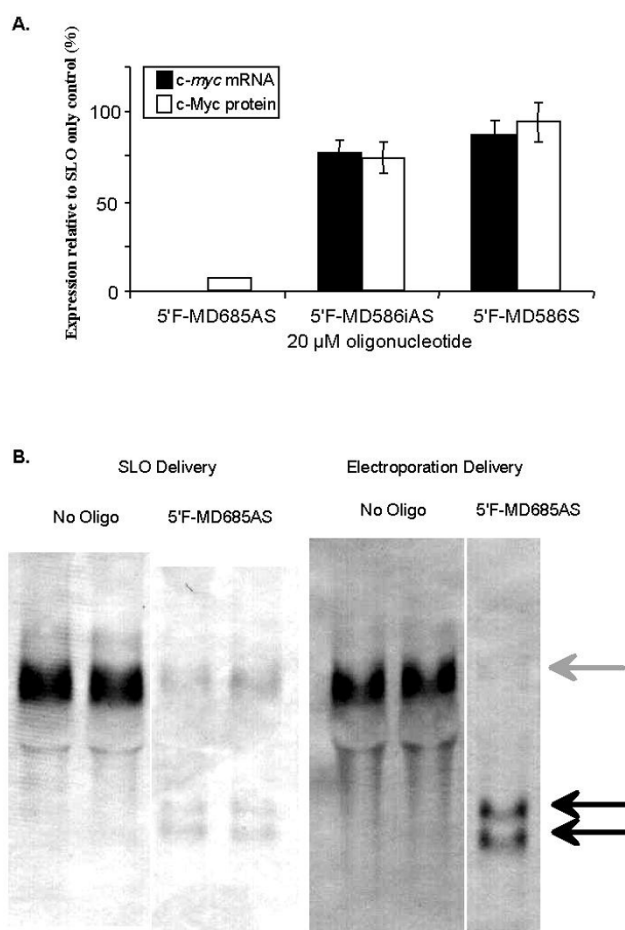 A.
Expression relative to SLO only control (%)
c-myc mRNA
c-Myc protein
100
50
0
5'F-MD685AS 5'F-MD586iAS 5'F-MD586S
20 µM oligonucleotide
B.
SLO Delivery Electroporation Delivery
No Oligo 5'F-MD685AS No Oligo 5'F-MD685AS